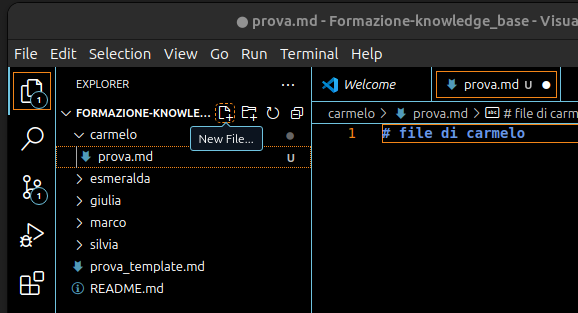 ● prova.md - Formazione-knowledge_base - Visua
File Edit Selection View Go Run Terminal Help
EXPLORER ...
Welcome
prova.md U ●
FORMAZIONE-KNOWLE...
carmelo > prova.md > # file di carm
carmelo
1 # file di carmelo
New File...
prova.md U
esmeralda
giulia
marco
silvia
prova_template.md
README.md
1
1